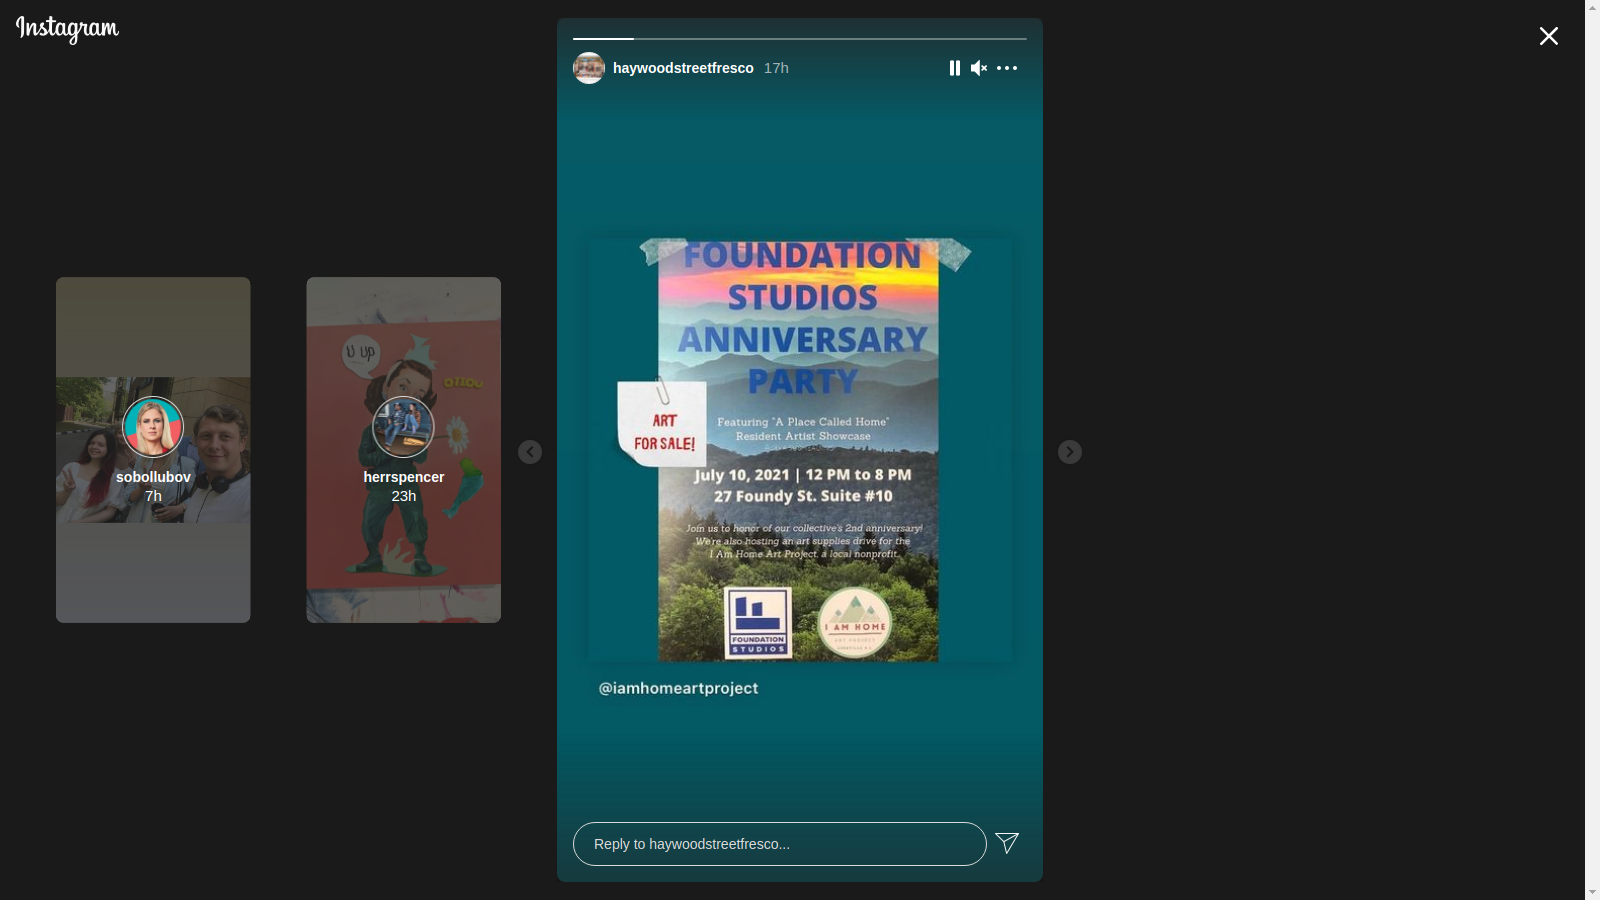 Instagram
haywoodstreetfresco 17h
FOUNDATION
STUDIOS
ANNIVERSARY
PARTY
ART
FOR SALE!
Featuring "A Place Called Home"
Resident Artist Showcase
July 10, 2021 | 12 PM to 8 PM
27 Foundy St. Suite #10
Join us to honor of our collective's 2nd anniversary!
We're also hosting an art supplies drive for the
I Am Home Art Project, a local nonprofit.
FOUNDATION
STUDIOS
I AM HOME
ART PROJECT
@iamhomeartproject
Reply to haywoodstreetfresco...
U UP
sobollubov
7h
herrspencer
23h